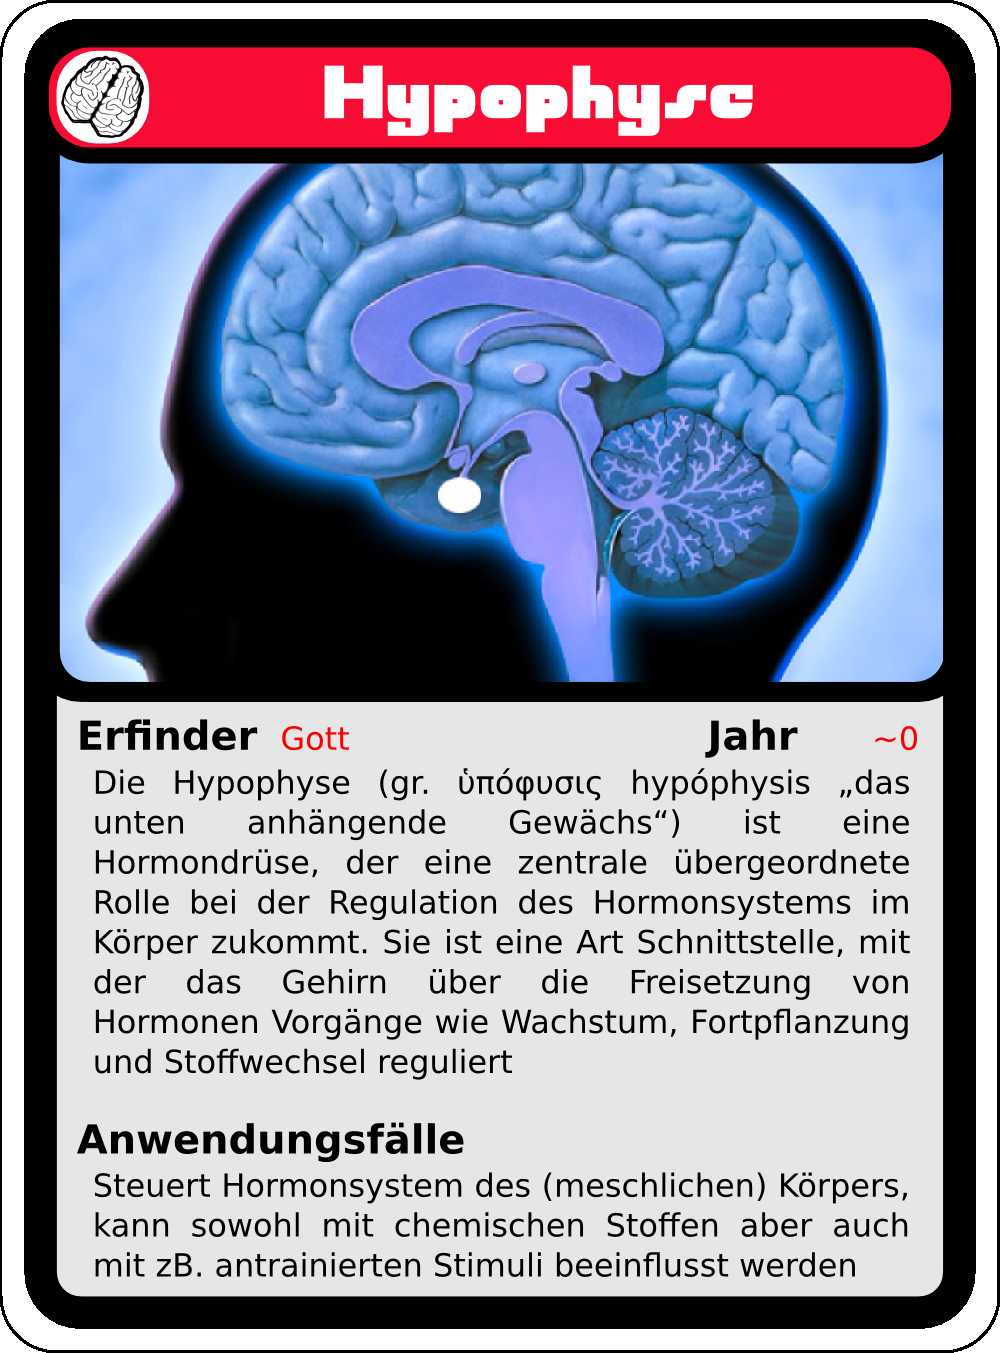 Hypophyse
Erfinder Gott Jahr ~0
Die Hypophyse (gr. ὑπόφυσις hypóphysis „das
unten anhängende Gewächs“) ist eine
Hormondrüse, der eine zentrale übergeordnete
Rolle bei der Regulation des Hormonsystems im
Körper zukommt. Sie ist eine Art Schnittstelle, mit
der das Gehirn über die Freisetzung von
Hormonen Vorgänge wie Wachstum, Fortpflanzung
und Stoffwechsel reguliert
Anwendungsfälle
Steuert Hormonsystem des (meschlichen) Körpers,
kann sowohl mit chemischen Stoffen aber auch
mit zB. antrainierten Stimuli beeinflusst werden